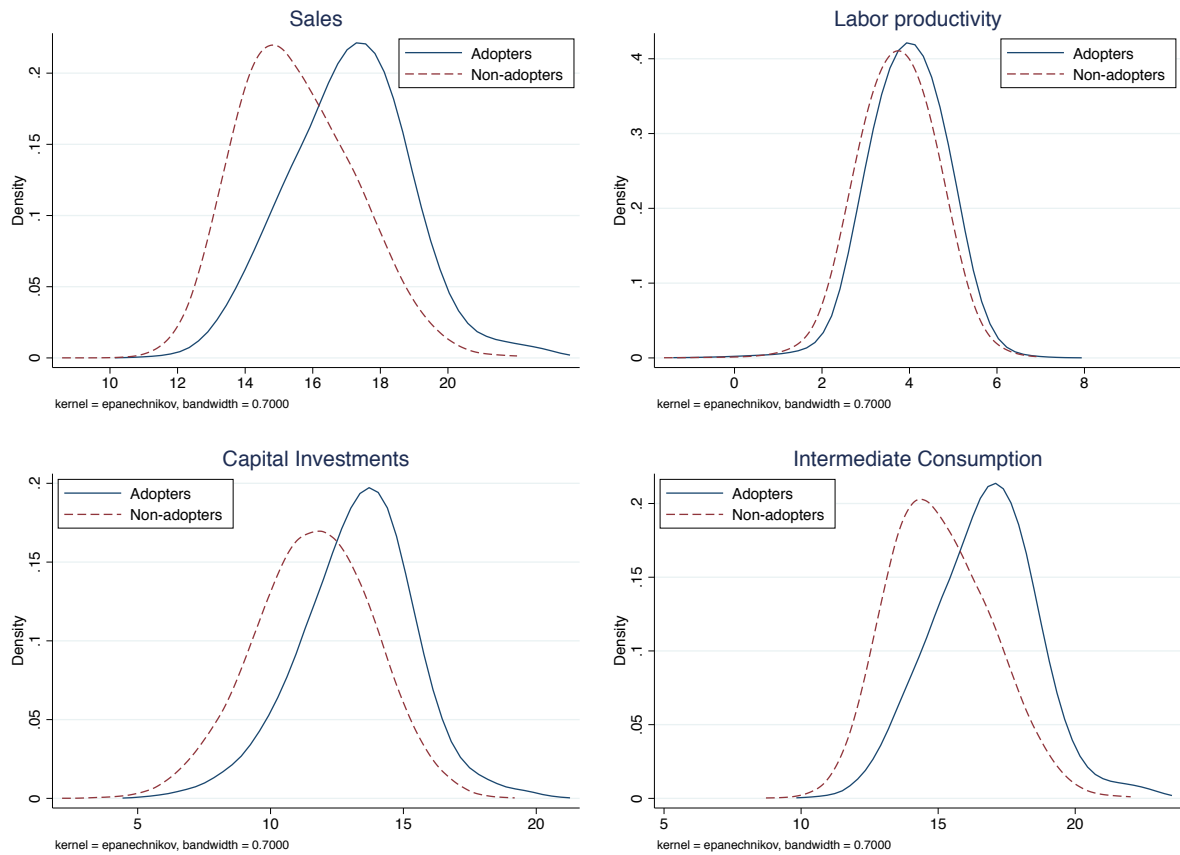 Sales
Adopters
Non-adopters
Density
.2
.15
.1
.05
0
10 12 14 16 18 20
kernel = epanechnikov, bandwidth = 0.7000
Labor productivity
Adopters
Non-adopters
Density
.4
.3
.2
.1
0
0 2 4 6 8
kernel = epanechnikov, bandwidth = 0.7000
Capital Investments
Adopters
Non-adopters
Density
.2
.15
.1
.05
0
5 10 15 20
kernel = epanechnikov, bandwidth = 0.7000
Intermediate Consumption
Adopters
Non-adopters
Density
.2
.15
.1
.05
0
5 10 15 20
kernel = epanechnikov, bandwidth = 0.7000